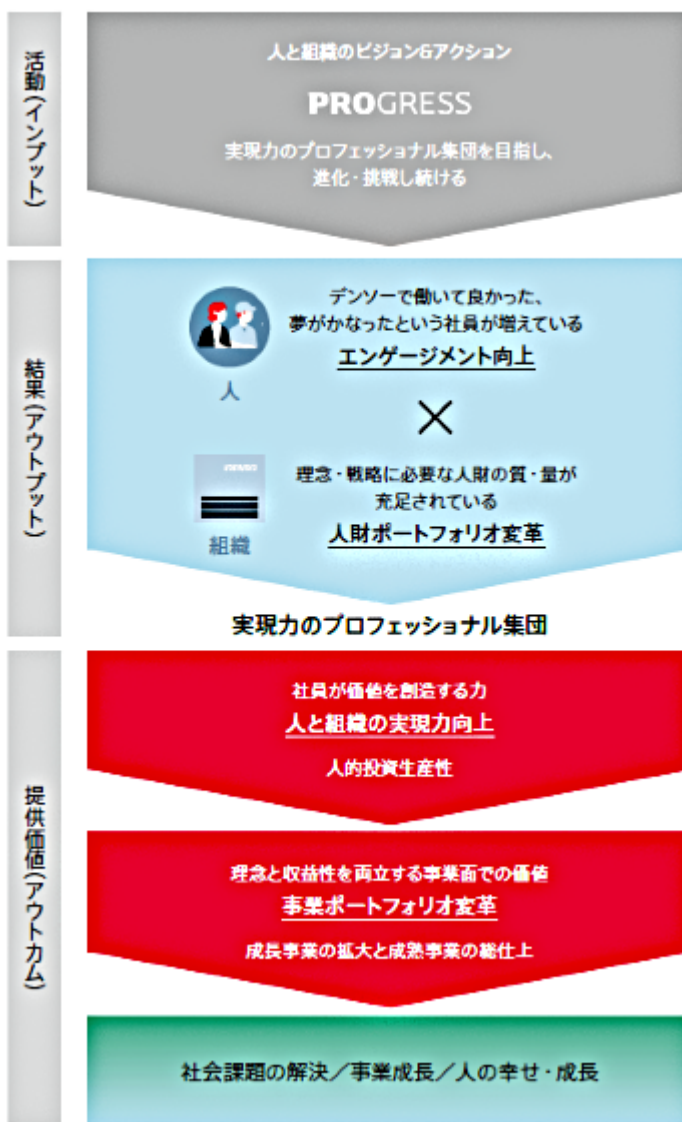 活動(インプット)
人と組織のビジョン&アクション
PROGRESS
実現力のプロフェッショナル集団を目指し、
進化・挑戦し続ける
結果(アウトプット)
デンソーで働いて良かった、
夢がかなったという社員が増えている
エンゲージメント向上
人
×
理念・戦略に必要な人財の質・量が
充足されている
人財ポートフォリオ変革
組織
実現力のプロフェッショナル集団
提供価値(アウトカム)
社員が価値を創造する力
人と組織の実現力向上
人的投資生産性
理念と収益性を両立する事業面での価値
事業ポートフォリオ変革
成長事業の拡大と成熟事業の総仕上
社会課題の解決/事業成長/人の幸せ・成長